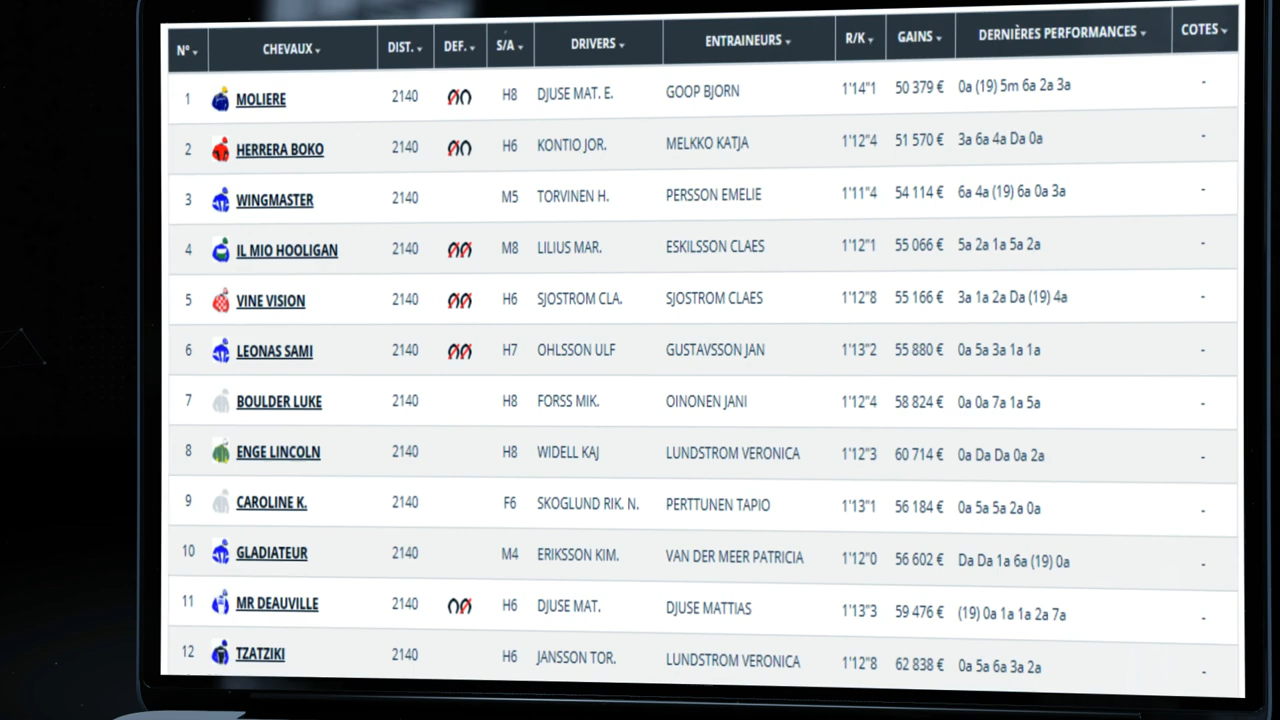 N° CHEVAUX DIST. DEF. S/A DRIVERS ENTRAINEURS R/K GAINS DERNIÈRES PERFORMANCES COTES
1 MOLIERE 2140 H8 DJUSE MAT. E. GOOP BJORN 1'14"1 50 379 € 0a (19) 5m 6a 2a 3a -
2 HERRERA BOKO 2140 H6 KONTIO JOR. MELKKO KATJA 1'12"4 51 570 € 3a 6a 4a Da 0a -
3 WINGMASTER 2140 M5 TORVINEN H. PERSSON EMELIE 1'11"4 54 114 € 6a 4a (19) 6a 0a 3a -
4 IL MIO HOOLIGAN 2140 M8 LILIUS MAR. ESKILSSON CLAES 1'12"1 55 066 € 5a 2a 1a 5a 2a -
5 VINE VISION 2140 H6 SJOSTROM CLA. SJOSTROM CLAES 1'12"8 55 166 € 3a 1a 2a Da (19) 4a -
6 LEONAS SAMI 2140 H7 OHLSSON ULF GUSTAVSSON JAN 1'13"2 55 880 € 0a 5a 3a 1a 1a -
7 BOULDER LUKE 2140 H8 FORSS MIK. OINONEN JANI 1'12"4 58 824 € 0a 0a 7a 1a 5a -
8 ENGE LINCOLN 2140 H8 WIDELL KAJ LUNDSTROM VERONICA 1'12"3 60 714 € 0a Da Da 0a 2a -
9 CAROLINE K. 2140 F6 SKOGLUND RIK. N. PERTTUNEN TAPIO 1'13"1 56 184 € 0a 5a 5a 2a 0a -
10 GLADIATEUR 2140 M4 ERIKSSON KIM. VAN DER MEER PATRICIA 1'12"0 56 602 € Da Da 1a 6a (19) 0a -
11 MR DEAUVILLE 2140 H6 DJUSE MAT. DJUSE MATTIAS 1'13"3 59 476 € (19) 0a 1a 1a 2a 7a -
12 TZATZIKI 2140 H6 JANSSON TOR. LUNDSTROM VERONICA 1'12"8 62 838 € 0a 5a 6a 3a 2a -